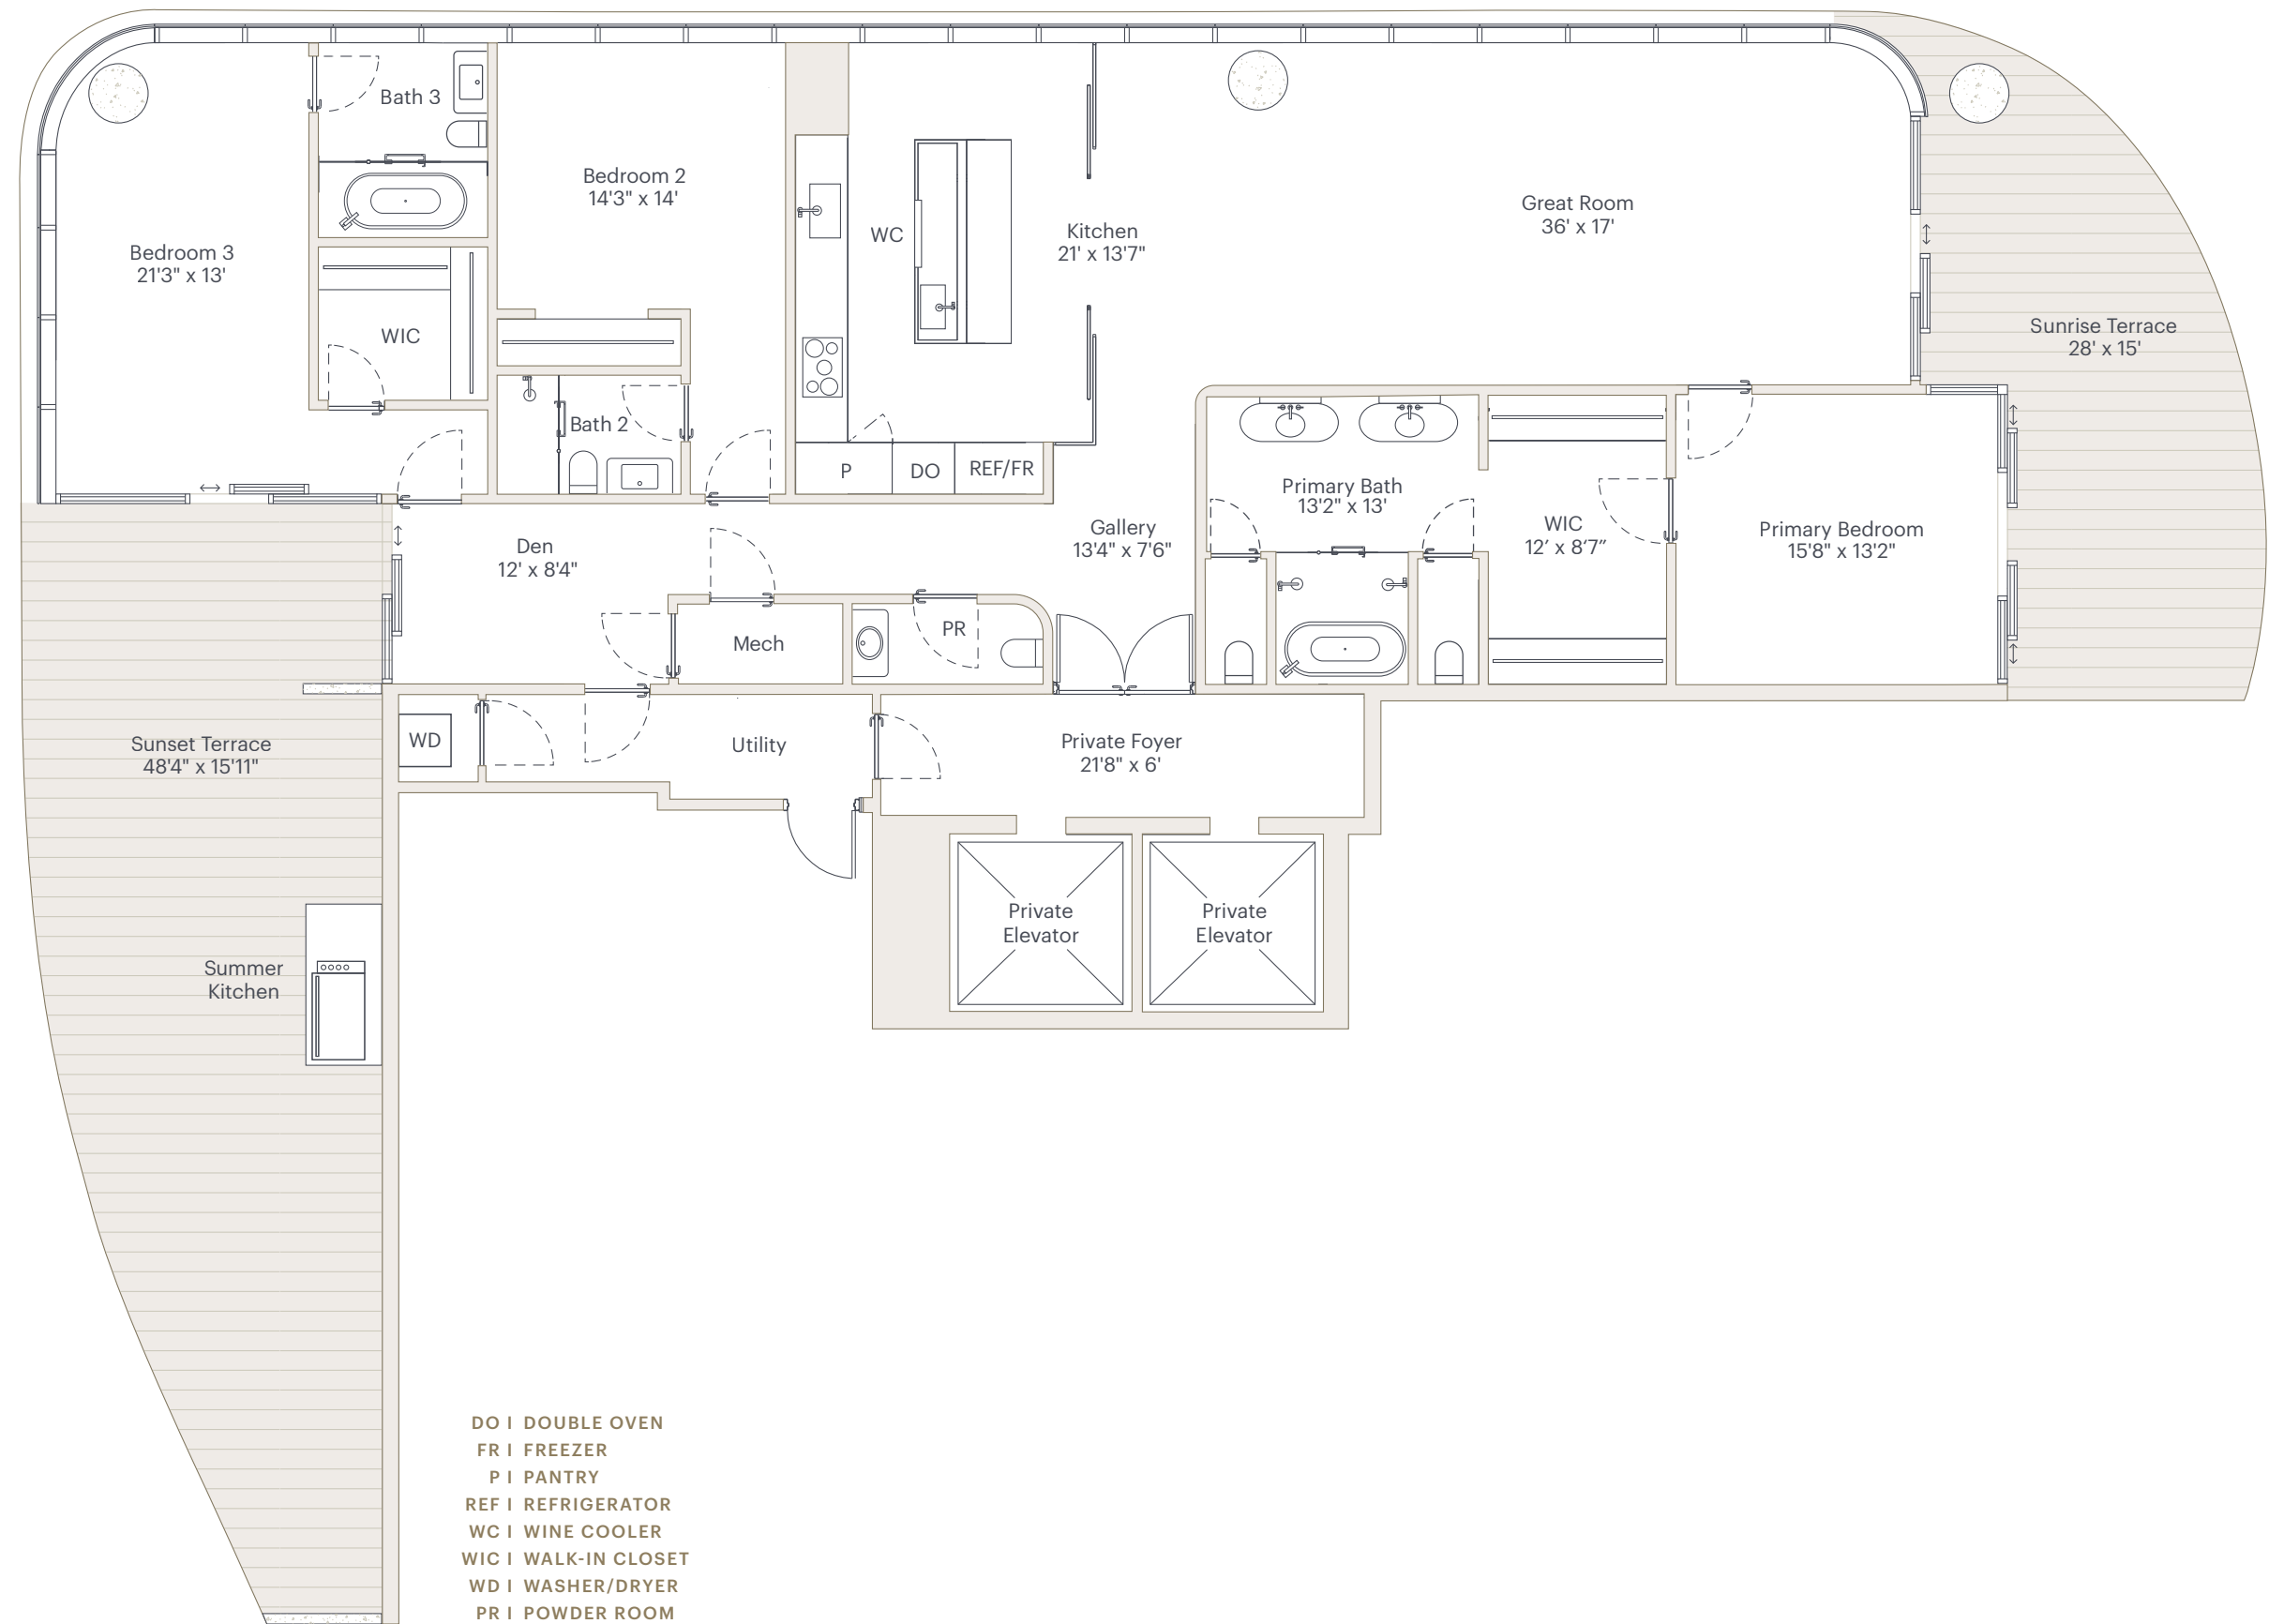 Bath 3
Bedroom 2
14'3" x 14'
Great Room
36' x 17'
WC
Kitchen
21' x 13'7"
Bedroom 3
21'3" x 13'
WIC
Sunrise Terrace
28' x 15'
Bath 2
P
DO
REF/FR
Primary Bath
13'2" x 13'
Gallery
13'4" x 7'6"
WIC
12' x 8'7"
Primary Bedroom
15'8" x 13'2"
Den
12' x 8'4"
Mech
PR
Sunset Terrace
48'4" x 15'11"
WD
Utility
Private Foyer
21'8" x 6'
Private
Elevator
Private
Elevator
Summer
Kitchen
DO I DOUBLE OVEN
FR I FREEZER
P I PANTRY
REF I REFRIGERATOR
WC I WINE COOLER
WIC I WALK-IN CLOSET
WD I WASHER/DRYER
PR I POWDER ROOM